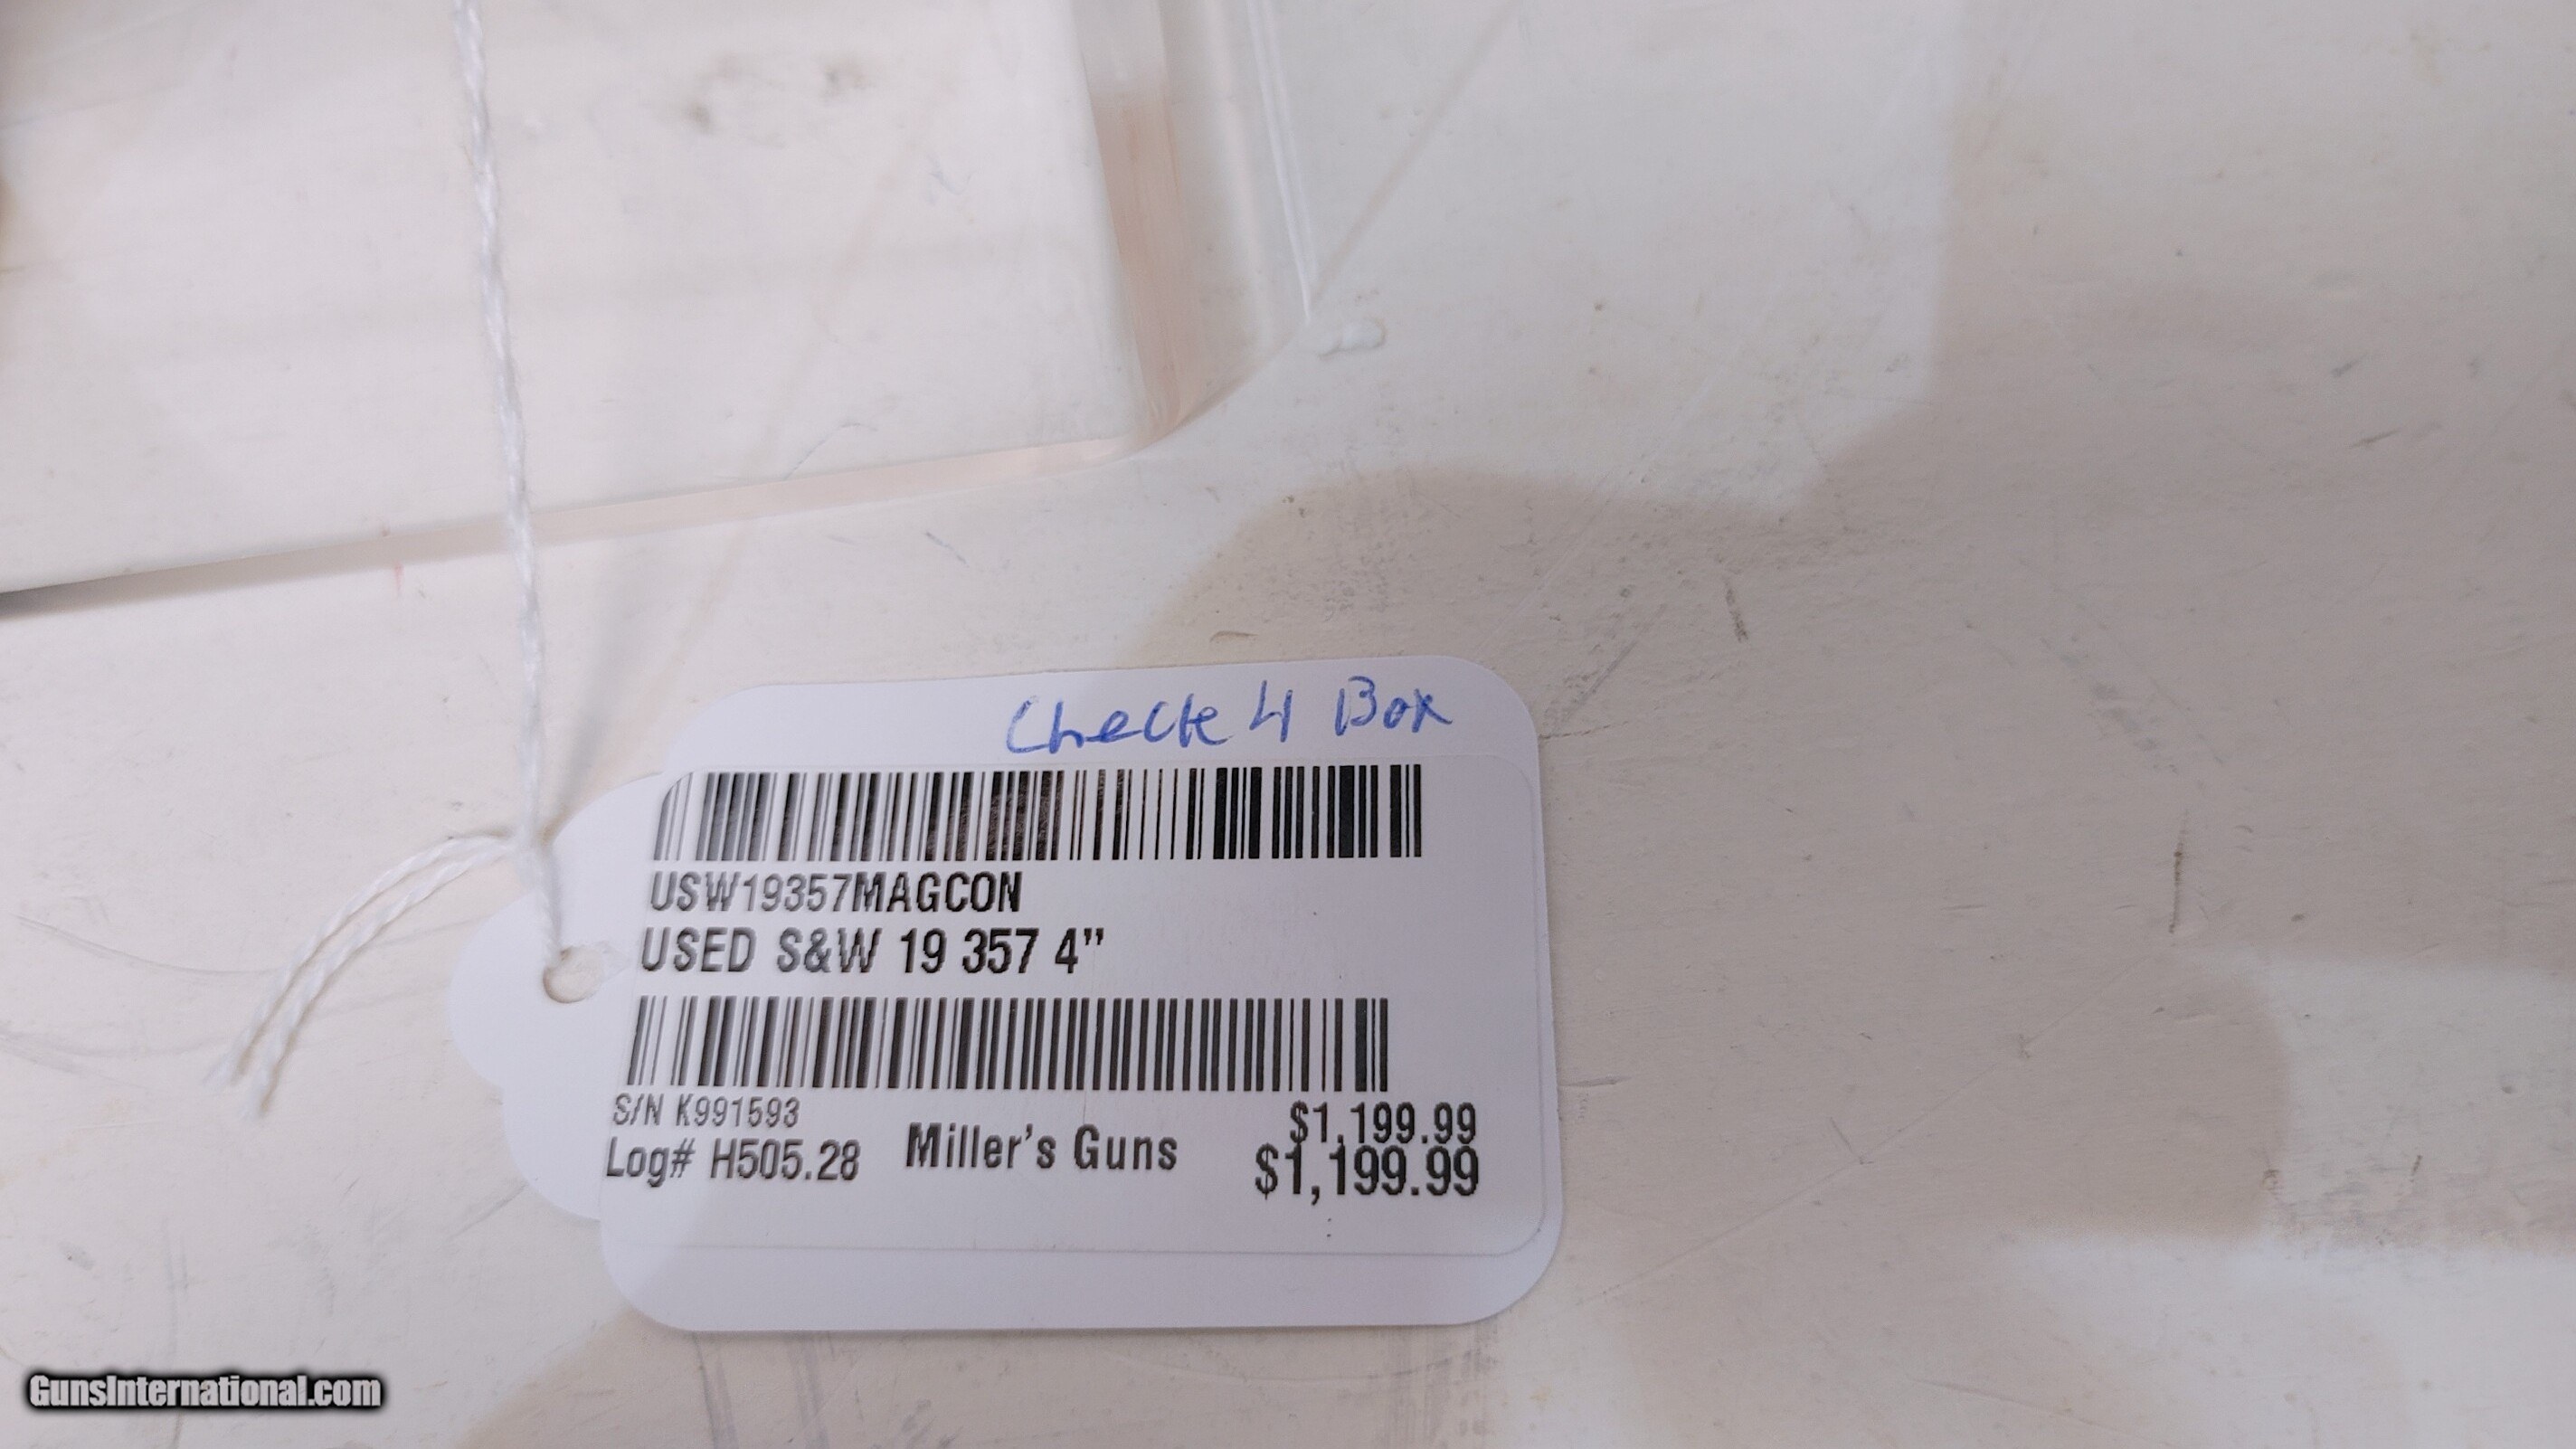 Check 4 Box
USW19357MAGCON
USED S&W 19 357 4”
S/N K991593
$1,199.99
Log# H505.28
Miller’s Guns
$1,199.99
GunsInternational.com